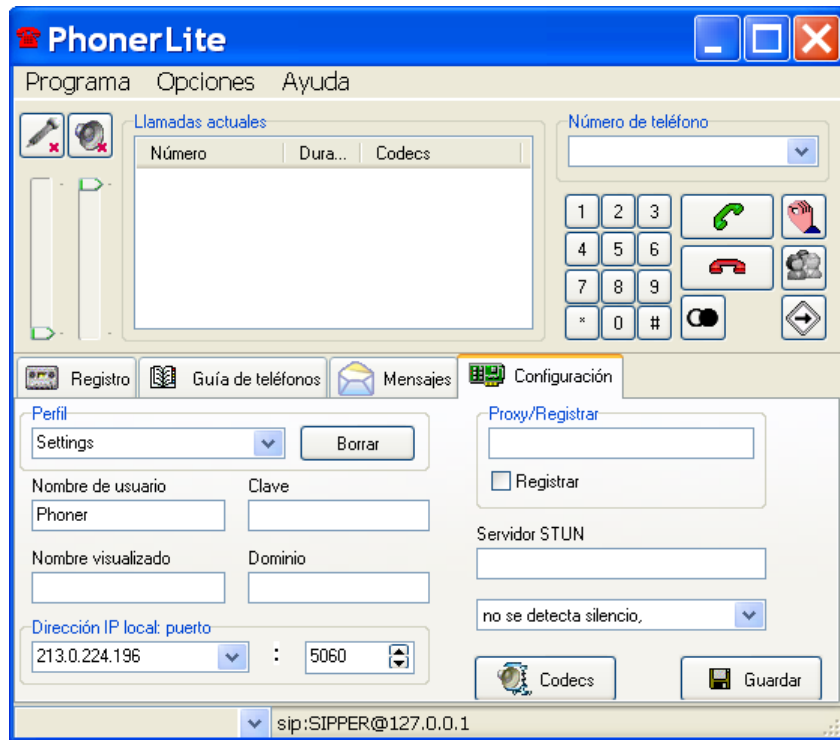 PhonerLite
Programa Opciones Ayuda
Llamadas actuales
Número Dura... Codecs
Número de teléfono
1 2 3
4 5 6
7 8 9
* 0 #
Registro Guía de teléfonos Mensajes Configuración
Perfil
Settings Borrar
Nombre de usuario Clave
Phoner
Nombre visualizado Dominio
Dirección IP local: puerto
213.0.224.196 : 5060
Proxy/Registrar
Registrar
Servidor STUN
no se detecta silencio,
Codecs Guardar
sip:SIPPER@127.0.0.1